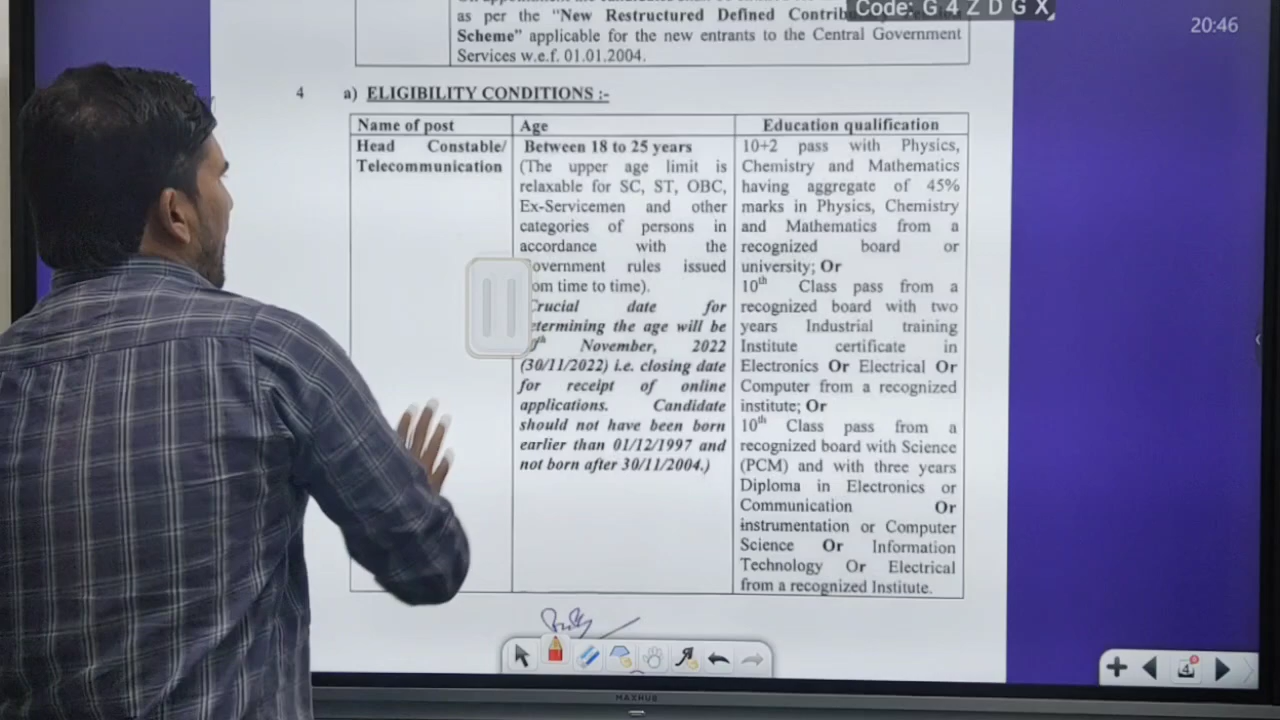 Code: G 4 Z D G X
20:46
as per the "New Restructured Defined
Scheme" applicable for the new entrants to the Central Government
Services w.e.f. 01.01.2004.
4 a) ELIGIBILITY CONDITIONS :-
Name of post
Head Constable/
Telecommunication
Age
Between 18 to 25 years
(The upper age limit is
relaxable for SC, ST, OBC,
Ex-Servicemen and other
categories of persons in
accordance with the
overnment rules issued
om time to time).
Crucial date for
etermining the age will be
th November, 2022
(30/11/2022) i.e. closing date
for receipt of online
applications. Candidate
should not have been born
earlier than 01/12/1997 and
not born after 30/11/2004.)
Education qualification
10+2 pass with Physics,
Chemistry and Mathematics
having aggregate of 45%
marks in Physics, Chemistry
and Mathematics from a
recognized board or
university; Or
10th Class pass from a
recognized board with two
years Industrial training
Institute certificate in
Electronics Or Electrical Or
Computer from a recognized
institute; Or
10th Class pass from a
recognized board with Science
(PCM) and with three years
Diploma in Electronics or
Communication Or
instrumentation or Computer
Science Or Information
Technology Or Electrical
from a recognized Institute.
4
MAXHUB